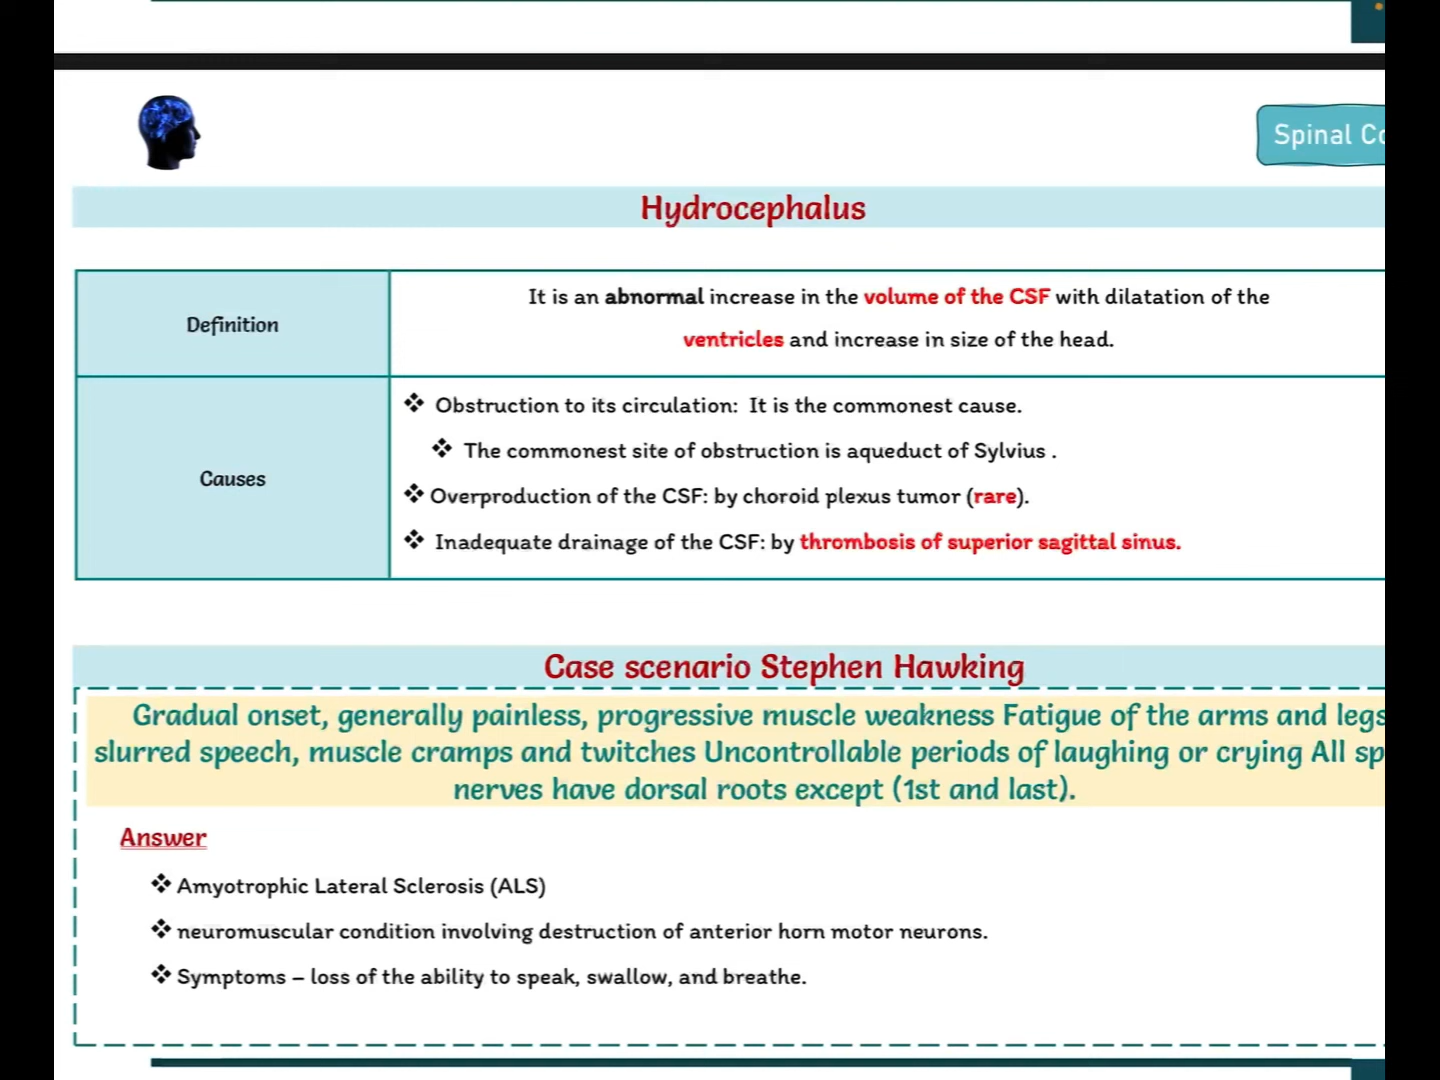 Spinal Co
Hydrocephalus
Definition
It is an abnormal increase in the volume of the CSF with dilatation of the
ventricles and increase in size of the head.
Causes
❖ Obstruction to its circulation: It is the commonest cause.
❖ The commonest site of obstruction is aqueduct of Sylvius .
❖ Overproduction of the CSF: by choroid plexus tumor (rare).
❖ Inadequate drainage of the CSF: by thrombosis of superior sagittal sinus.
Case scenario Stephen Hawking
Gradual onset, generally painless, progressive muscle weakness Fatigue of the arms and legs
slurred speech, muscle cramps and twitches Uncontrollable periods of laughing or crying All sp
nerves have dorsal roots except (1st and last).
Answer
❖ Amyotrophic Lateral Sclerosis (ALS)
❖ neuromuscular condition involving destruction of anterior horn motor neurons.
❖ Symptoms – loss of the ability to speak, swallow, and breathe.